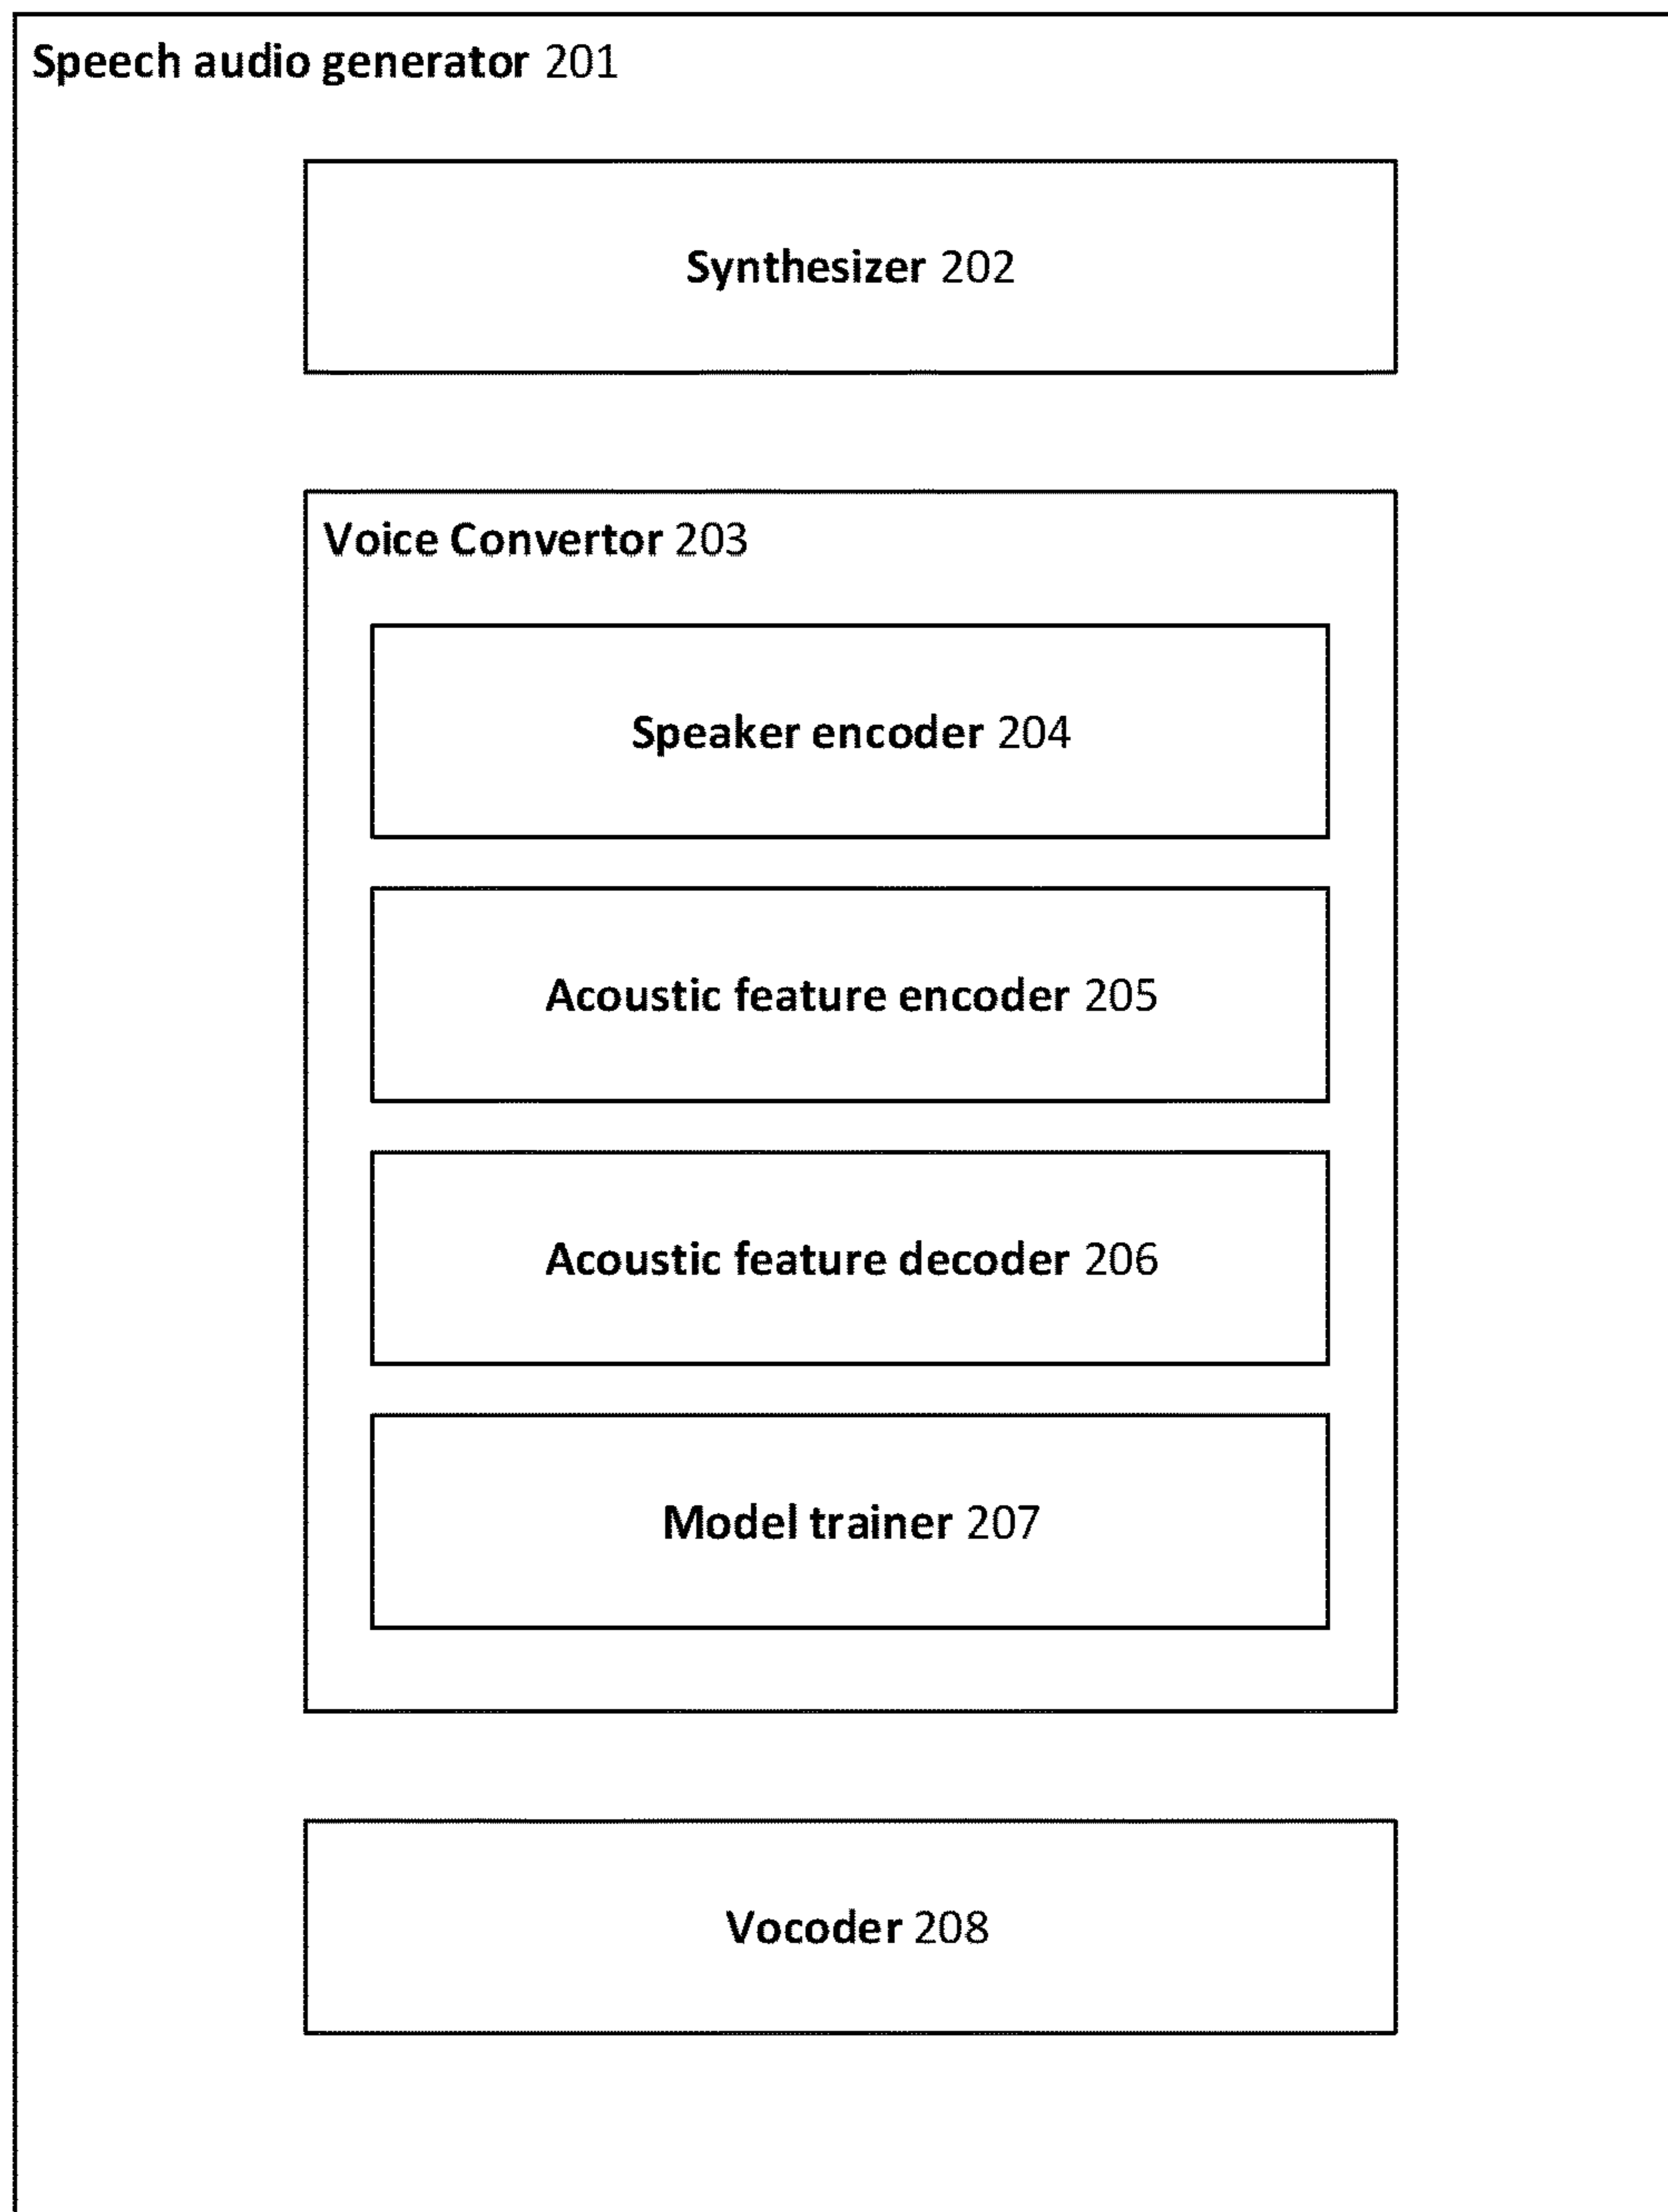 Speech audio generator 201
Synthesizer 202
Voice Convertor 203
Speaker encoder 204
Acoustic feature encoder 205
Acoustic feature decoder 206
Model trainer 207
Vocoder 208